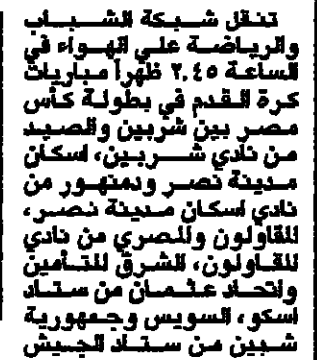 تنقل شبكة الشباب
والرياضة علي الهواء في
الساعة ٢.٤٥ ظهرا مباريات
كرة القدم في بطولة كأس
مصر بين شربين والصيد
من نادي شربين، اسكان
مدينة نصر ودمنهور من
نادي اسكان مدينة نصر،
المقاولون والمصري من نادي
المقاولون، الشرق للتأمين
واتحاد عثمان من ستاد
اسكو، السويس وجمهورية
شبين من ستاد الجيش